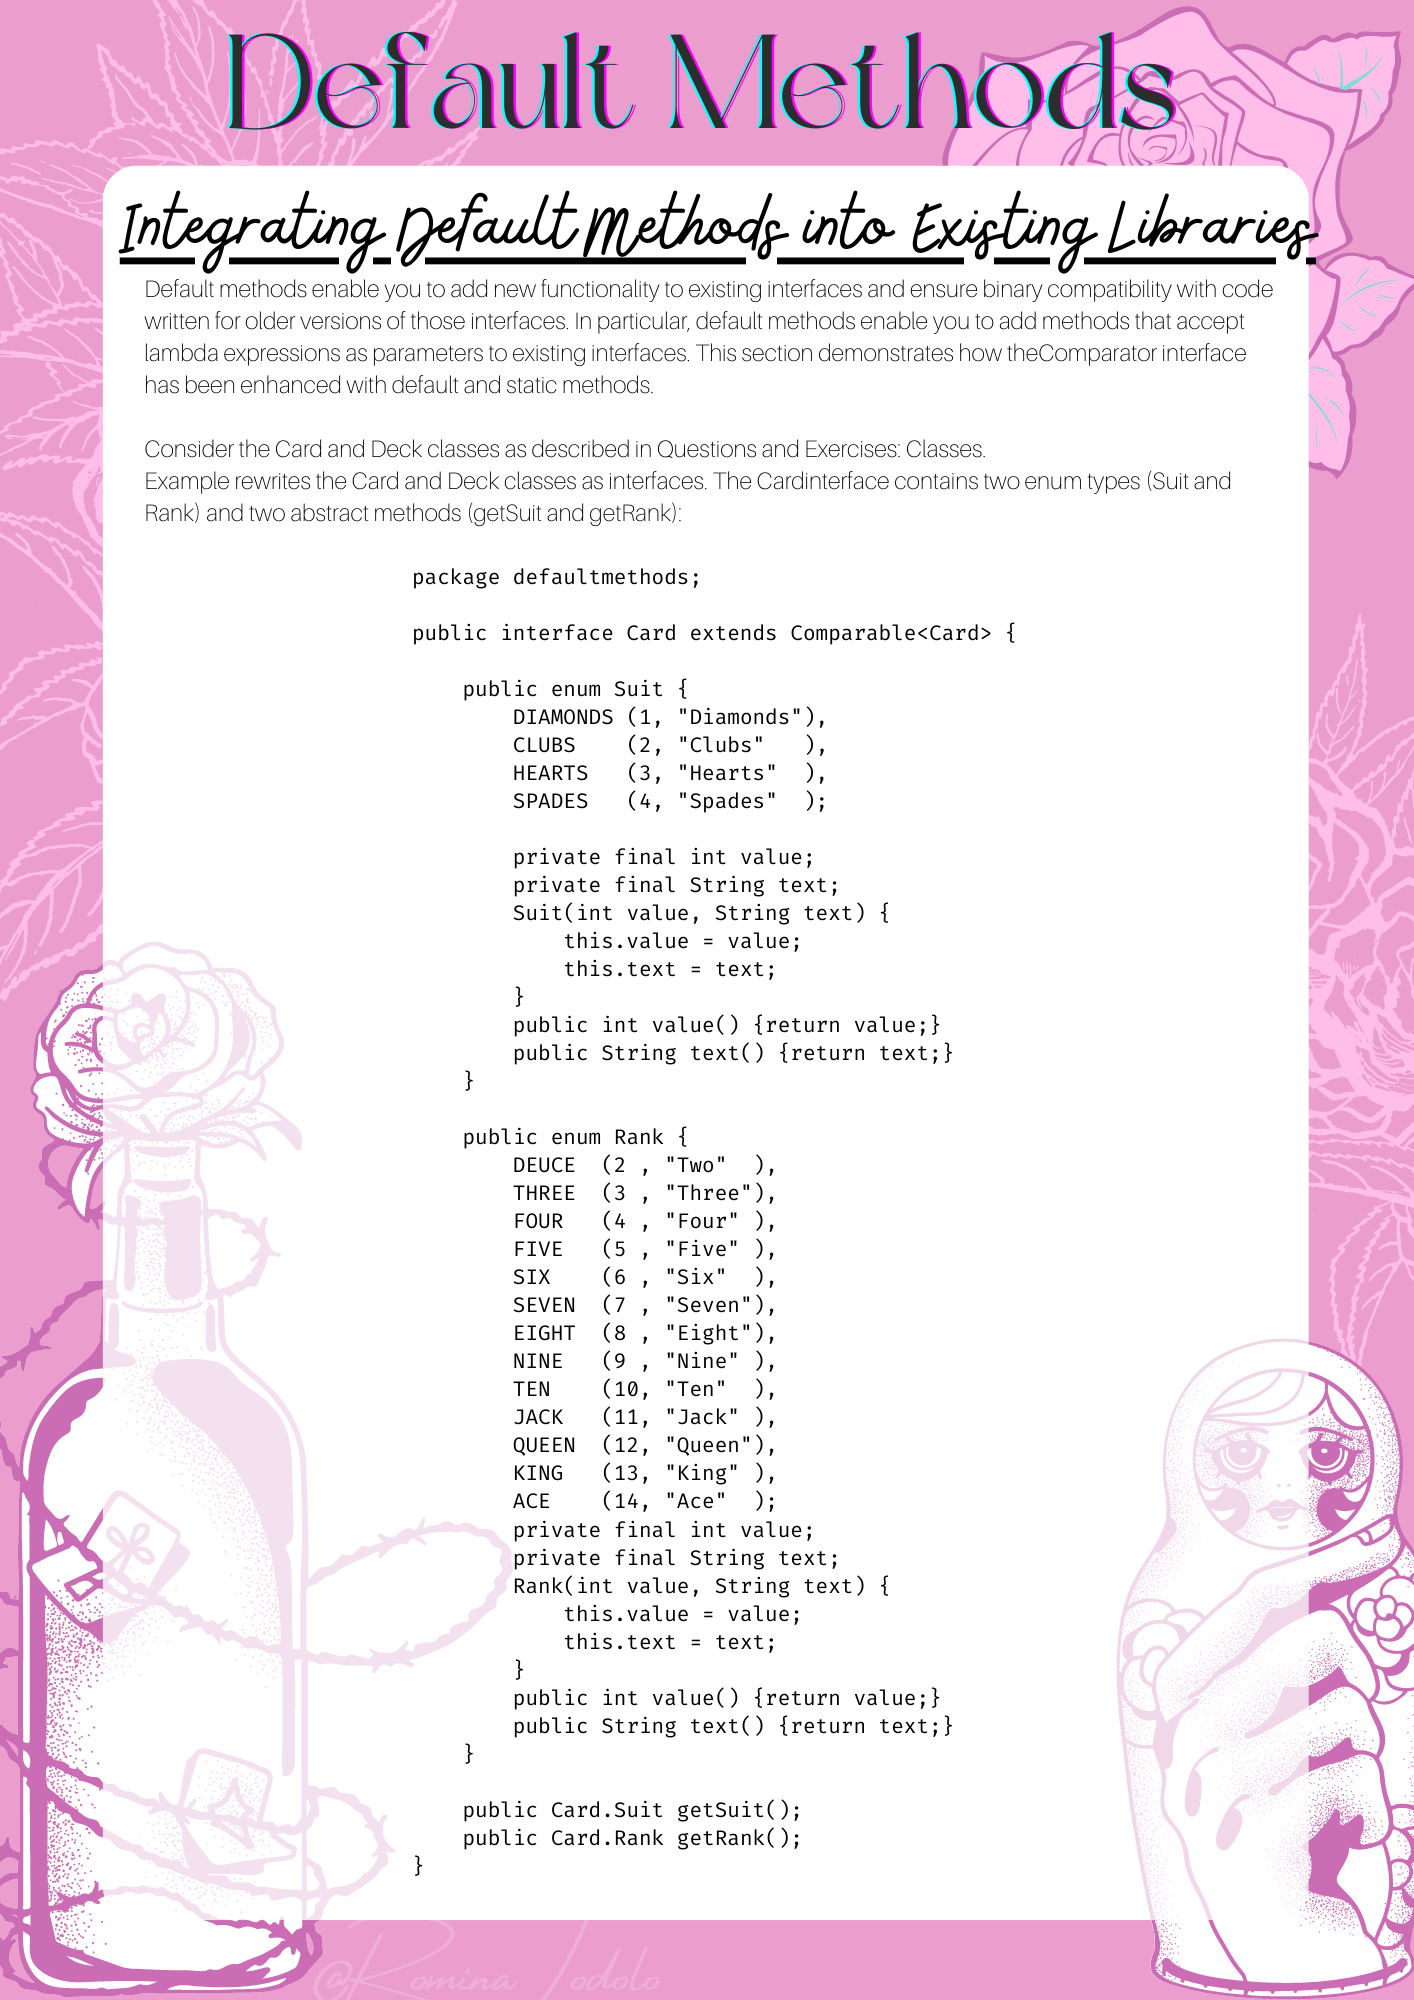 Default Methods
Integrating Default Methods into Existing Libraries
Default methods enable you to add new functionality to existing interfaces and ensure binary compatibility with code
written for older versions of those interfaces. In particular, default methods enable you to add methods that accept
lambda expressions as parameters to existing interfaces. This section demonstrates how theComparator interface
has been enhanced with default and static methods.
Consider the Card and Deck classes as described in Questions and Exercises: Classes.
Example rewrites the Card and Deck classes as interfaces. The Cardinterface contains two enum types (Suit and
Rank) and two abstract methods (getSuit and getRank):
package defaultmethods;
public interface Card extends Comparable<Card> {
    public enum Suit {
        DIAMONDS (1, "Diamonds"),
        CLUBS    (2, "Clubs"   ),
        HEARTS   (3, "Hearts"  ),
        SPADES   (4, "Spades"  );
        private final int value;
        private final String text;
        Suit(int value, String text) {
            this.value = value;
            this.text = text;
        }
        public int value() {return value;}
        public String text() {return text;}
    }
    public enum Rank {
        DEUCE  (2 , "Two"  ),
        THREE  (3 , "Three"),
        FOUR   (4 , "Four" ),
        FIVE   (5 , "Five" ),
        SIX    (6 , "Six"  ),
        SEVEN  (7 , "Seven"),
        EIGHT  (8 , "Eight"),
        NINE   (9 , "Nine" ),
        TEN    (10, "Ten"  ),
        JACK   (11, "Jack" ),
        QUEEN  (12, "Queen"),
        KING   (13, "King" ),
        ACE    (14, "Ace"  );
        private final int value;
        private final String text;
        Rank(int value, String text) {
            this.value = value;
            this.text = text;
        }
        public int value() {return value;}
        public String text() {return text;}
    }
    public Card.Suit getSuit();
    public Card.Rank getRank();
}
@Romina Iodolo